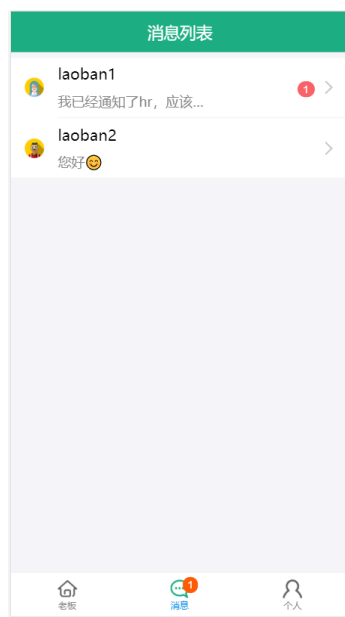 消息列表
laoban1
我已经通知了hr，应该...
1
laoban2
您好😊
1
老板
消息
个人